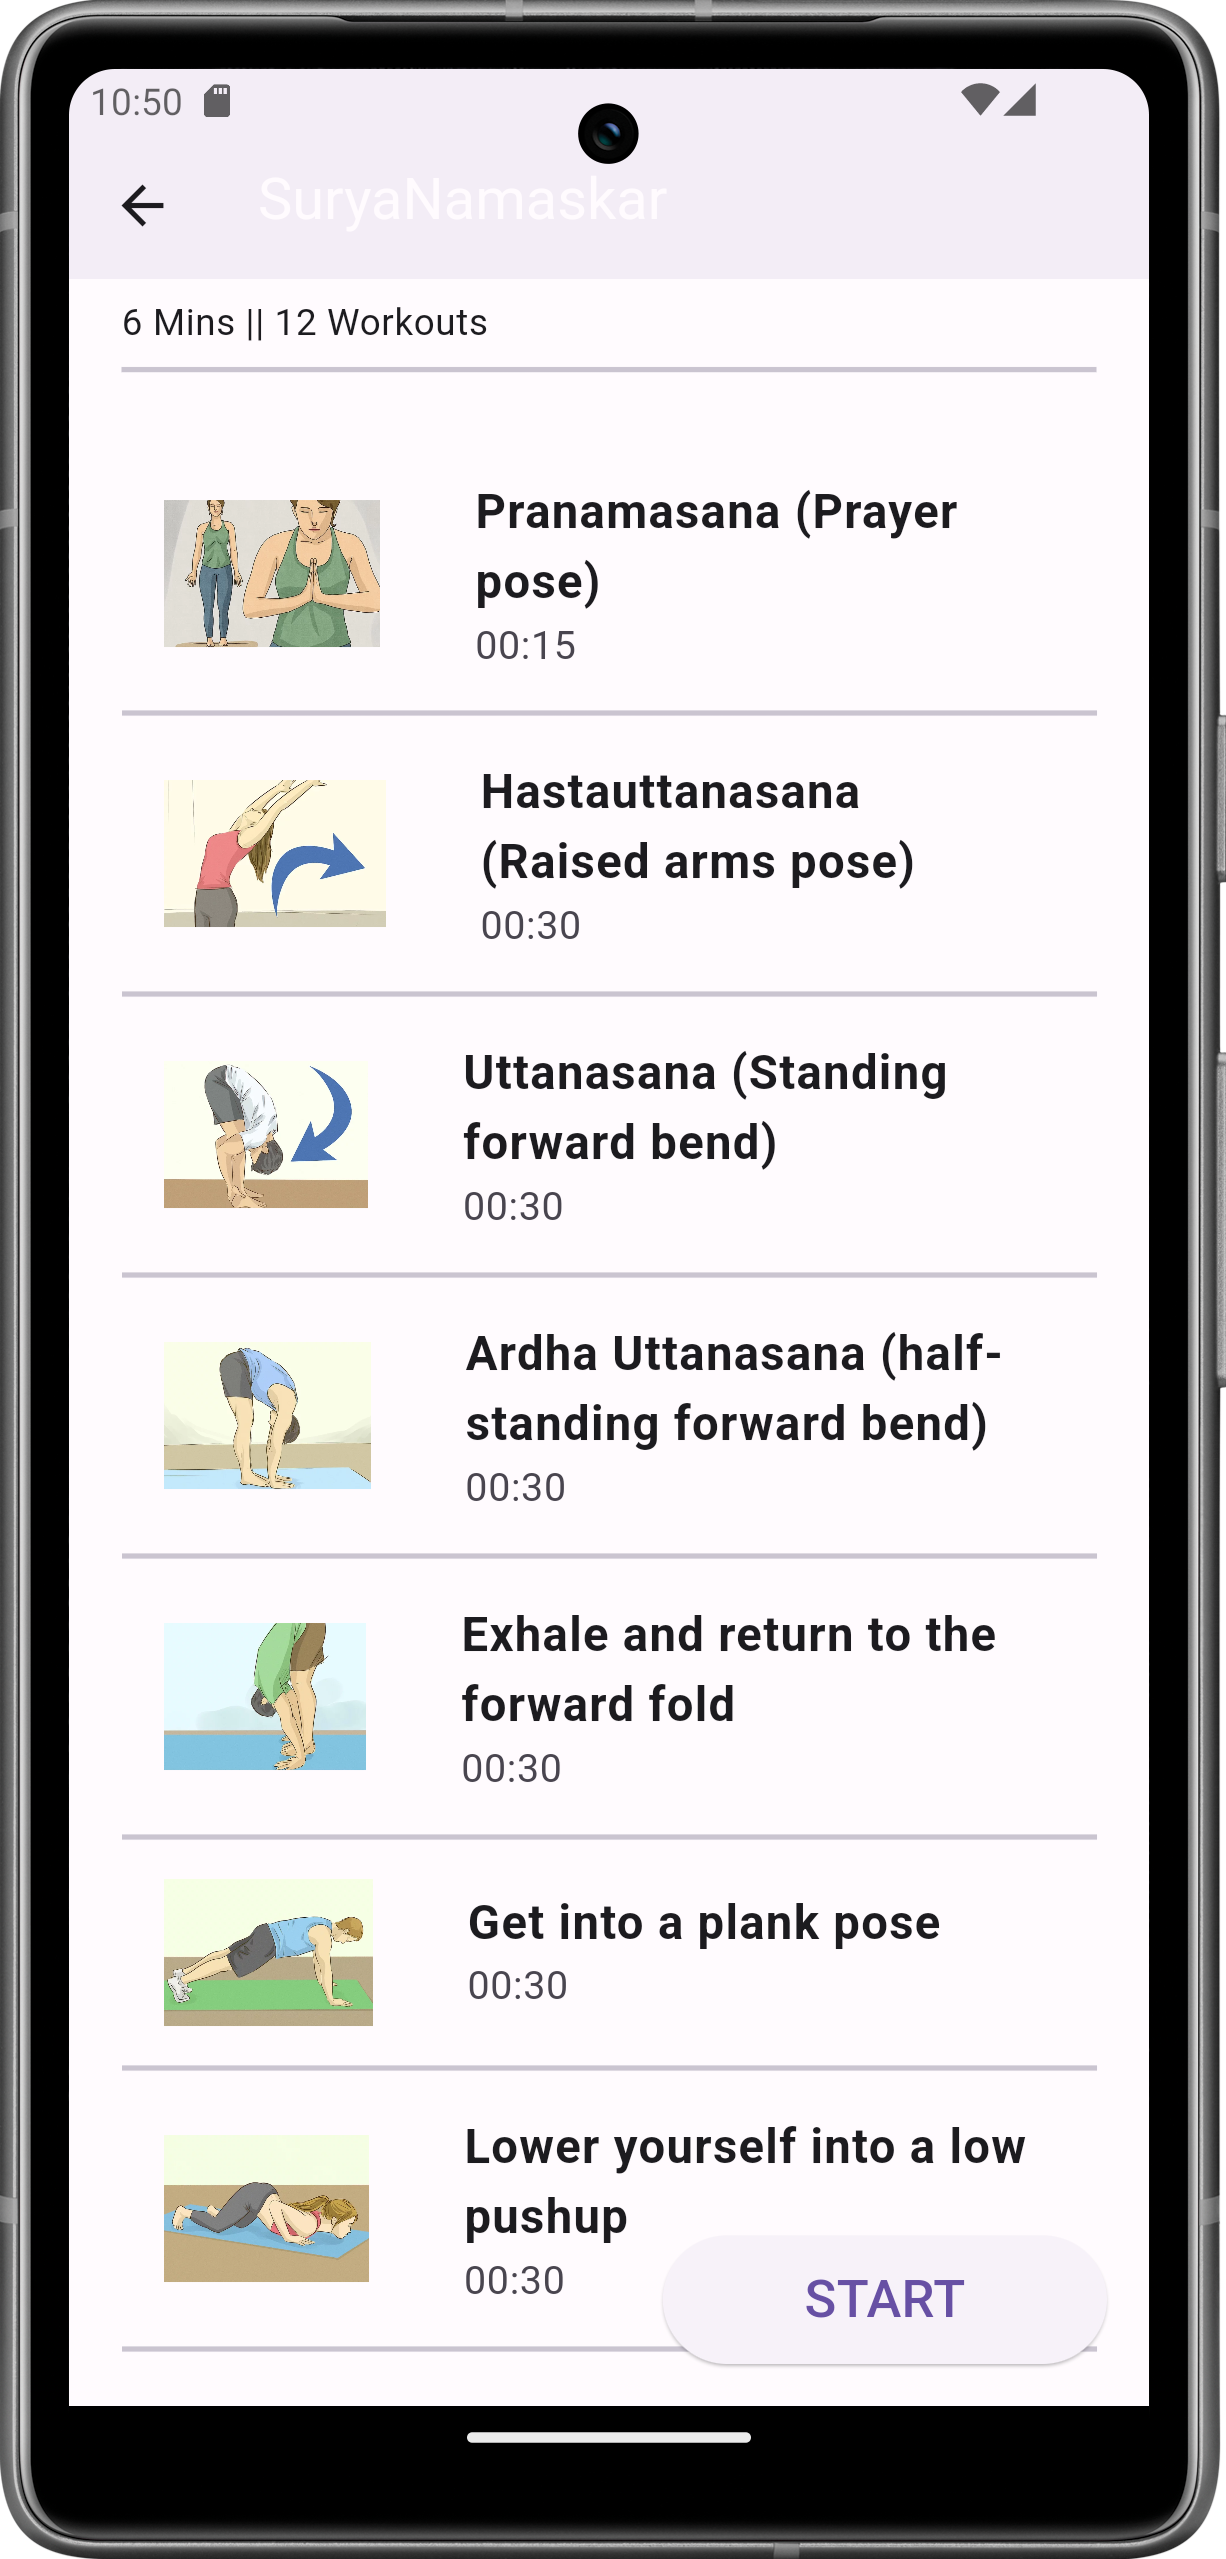 10:50
SuryaNamaskar
6 Mins || 12 Workouts
Pranamasana (Prayer
pose)
00:15
Hastauttanasana
(Raised arms pose)
00:30
Uttanasana (Standing
forward bend)
00:30
Ardha Uttanasana (half-
standing forward bend)
00:30
Exhale and return to the
forward fold
00:30
Get into a plank pose
00:30
Lower yourself into a low
pushup
00:30
START